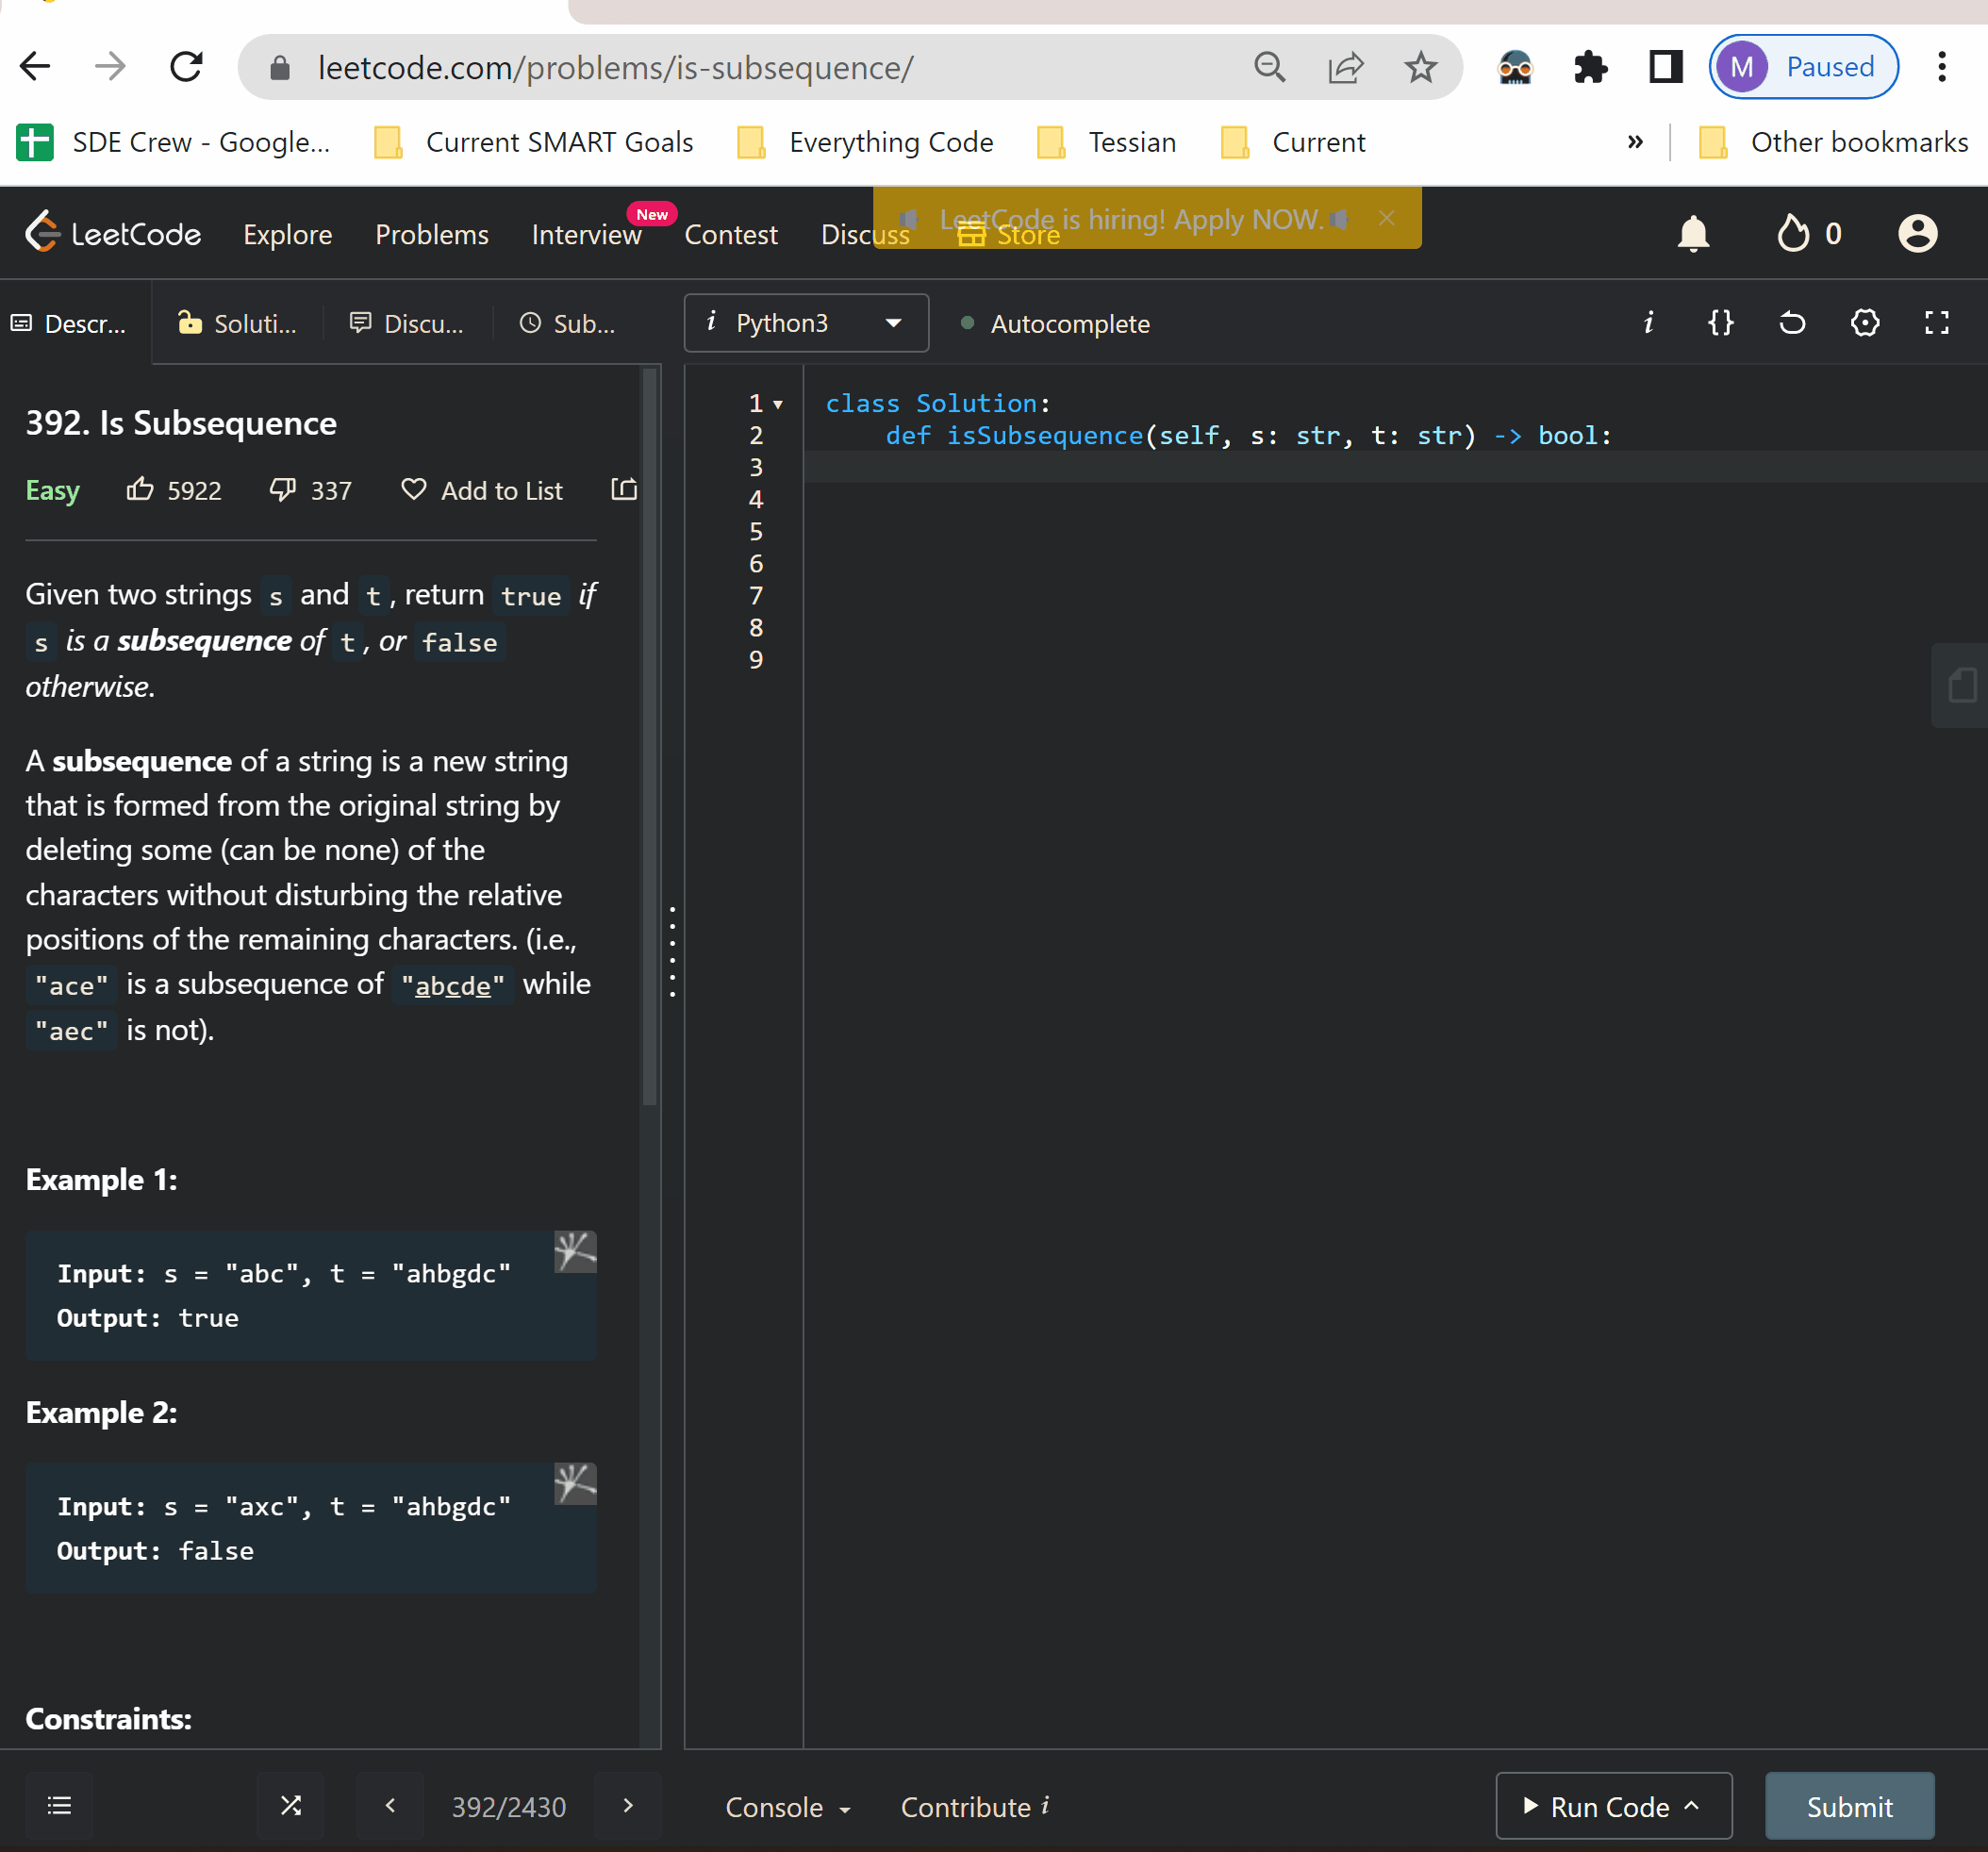 leetcode.com/problems/is-subsequence/
M Paused
SDE Crew - Google...
Current SMART Goals
Everything Code
Tessian
Current
»
Other bookmarks
LeetCode
Explore
Problems
Interview
New
Contest
Discuss
Store
LeetCode is hiring! Apply NOW.
0
Descr...
Soluti...
Discu...
Sub...
i Python3
Autocomplete
i {}
392. Is Subsequence
Easy 5922 337 Add to List
Given two strings s and t, return true if
s is a subsequence of t, or false
otherwise.
A subsequence of a string is a new string
that is formed from the original string by
deleting some (can be none) of the
characters without disturbing the relative
positions of the remaining characters. (i.e.,
"ace" is a subsequence of "abcde" while
"aec" is not).
Example 1:
Input: s = "abc", t = "ahbgdc"
Output: true
Example 2:
Input: s = "axc", t = "ahbgdc"
Output: false
Constraints:
1 class Solution:
2 def isSubsequence(self, s: str, t: str) -> bool:
3
4
5
6
7
8
9
392/2430
Console
Contribute i
Run Code
Submit